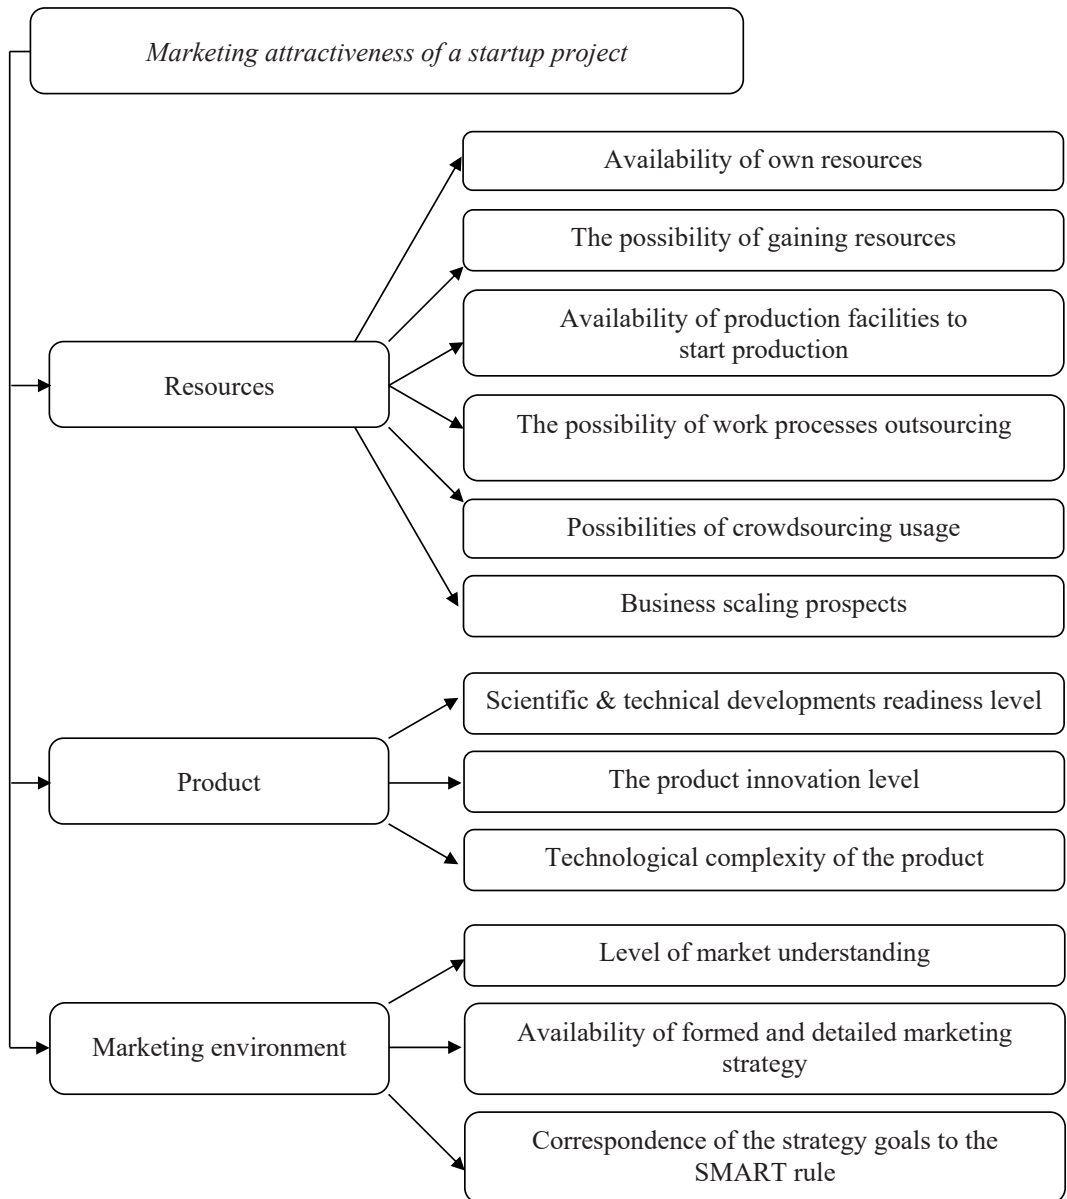 Marketing attractiveness of a startup project
Availability of own resources
The possibility of gaining resources
Availability of production facilities to
start production
Resources
The possibility of work processes outsourcing
Possibilities of crowdsourcing usage
Business scaling prospects
Scientific & technical developments readiness level
Product
The product innovation level
Technological complexity of the product
Level of market understanding
Marketing environment
Availability of formed and detailed marketing
strategy
Correspondence of the strategy goals to the
SMART rule